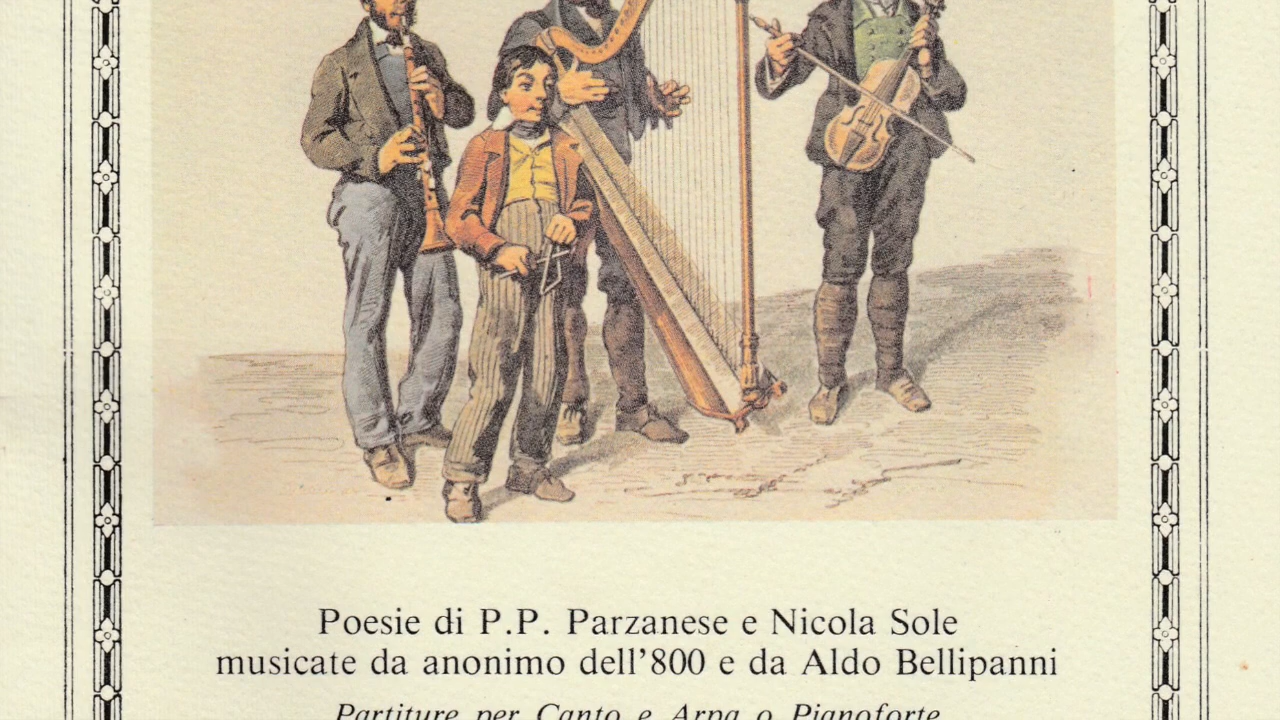 Poesie di P.P. Parzanese e Nicola Sole
musicate da anonimo dell'800 e da Aldo Bellipanni
Partiture per Canto e Arpa o Pianoforte